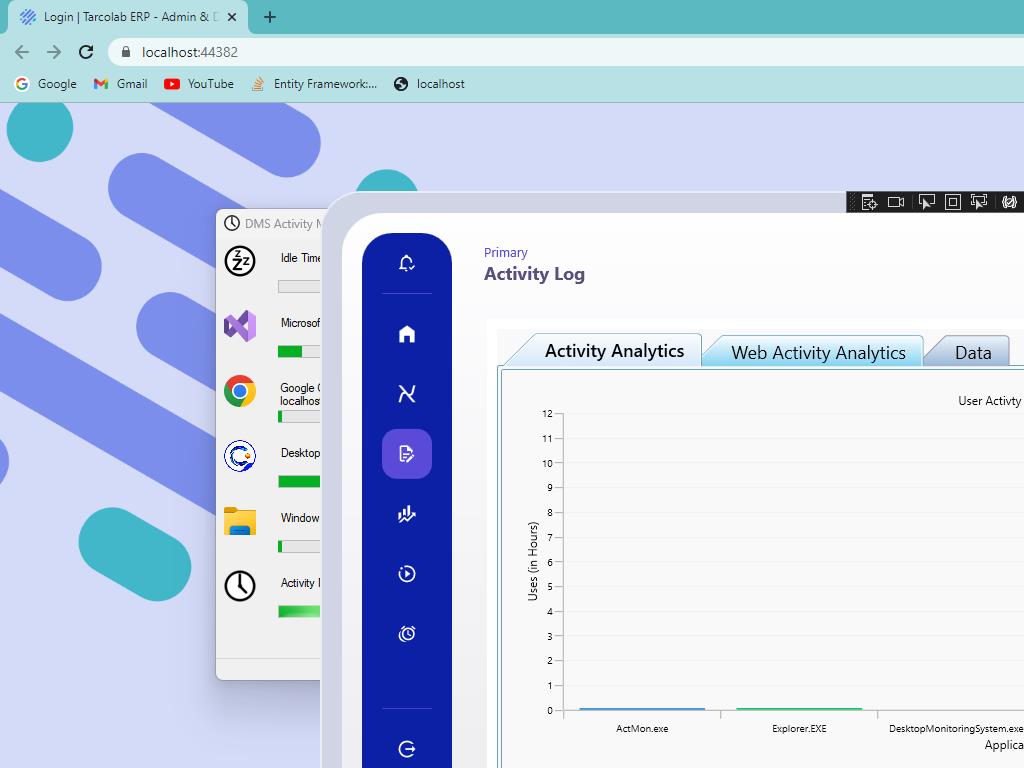 Login | Tarcolab ERP - Admin & D
localhost:44382
Google
Gmail
YouTube
Entity Framework:...
localhost
DMS Activity
zzz
Idle Time
Microsof
Google
localhost
Desktop
Window
Activity
Primary
Activity Log
Activity Analytics
Web Activity Analytics
Data
User Activty
12
11
10
9
8
7
6
5
4
3
2
1
0
Uses (in Hours)
ActMon.exe
Explorer.EXE
DesktopMonitoringSystem.exe
Applica